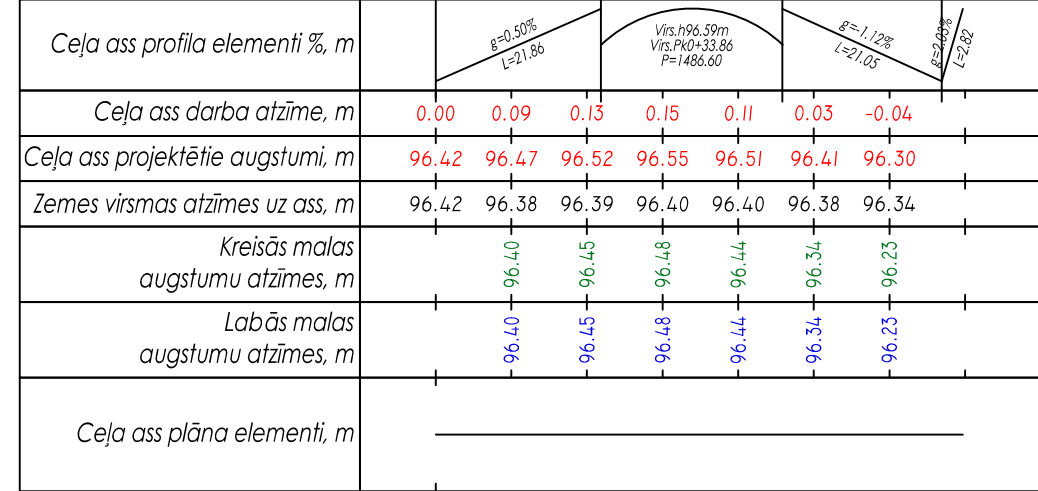 Ceļa ass profila elementi %, m
g=0.50%
L=21.86
Virs.h96.59m
Virs.Pk0+33.86
P=1486.60
g=-1.12%
L=21.05
g=2.03%
L=2.82
Ceļa ass darba atzīme, m 0.00 0.09 0.13 0.15 0.11 0.03 -0.04
Ceļa ass projektētie augstumi, m 96.42 96.47 96.52 96.55 96.51 96.41 96.30
Zemes virsmas atzīmes uz ass, m 96.42 96.38 96.39 96.40 96.40 96.38 96.34
Kreisās malas
augstumu atzīmes, m
96.40 96.45 96.48 96.44 96.34 96.23
Labās malas
augstumu atzīmes, m
96.40 96.45 96.48 96.44 96.34 96.23
Ceļa ass plāna elementi, m